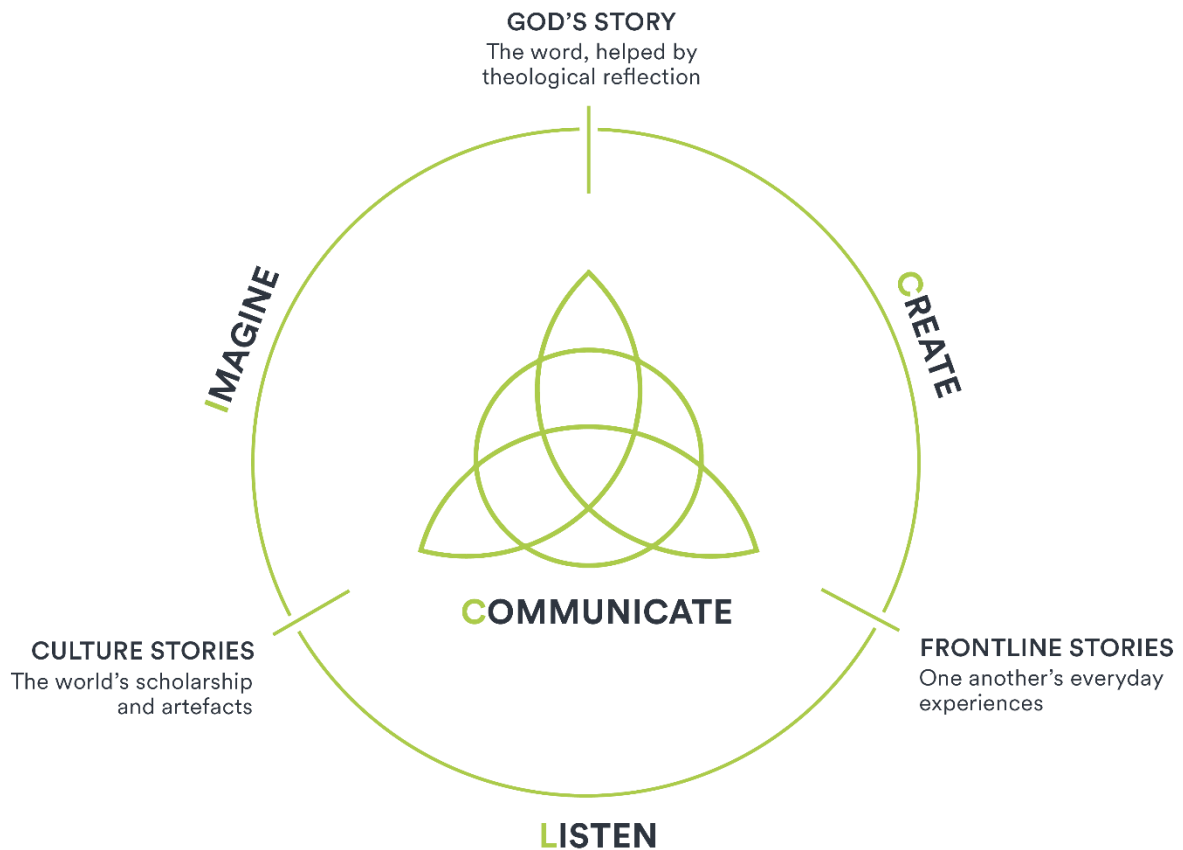 GOD’S STORY
The word, helped by
theological reflection
IMAGINE
CREATE
COMMUNICATE
CULTURE STORIES
The world’s scholarship
and artefacts
FRONTLINE STORIES
One another’s everyday
experiences
LISTEN